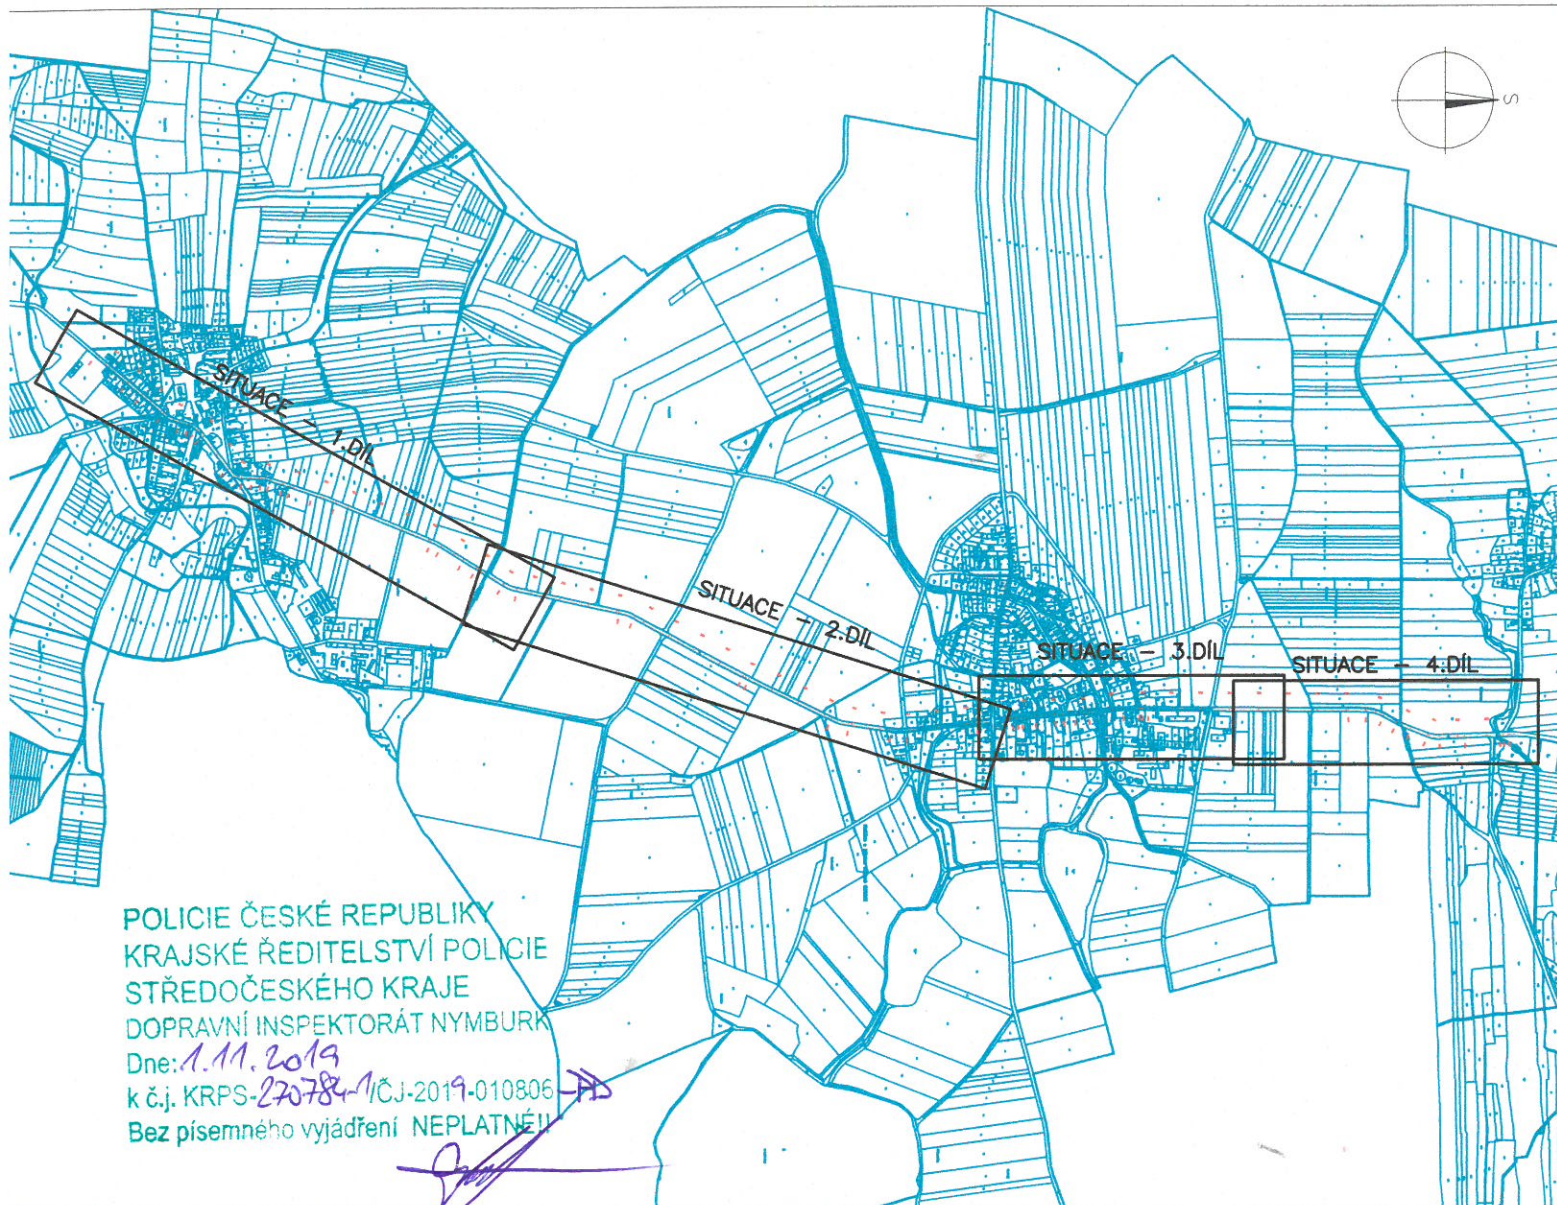 S
SITUACE - 1.DÍL
SITUACE - 2.DÍL
SITUACE - 3.DÍL
SITUACE - 4.DÍL
POLICIE ČESKÉ REPUBLIKY
KRAJSKÉ ŘEDITELSTVÍ POLICIE
STŘEDOČESKÉHO KRAJE
DOPRAVNÍ INSPEKTORÁT NYMBURK
Dne: 1.11.2019
k č.j. KRPS-270784-1/ČJ-2019-010806-PD
Bez písemného vyjádření NEPLATNÉ!!